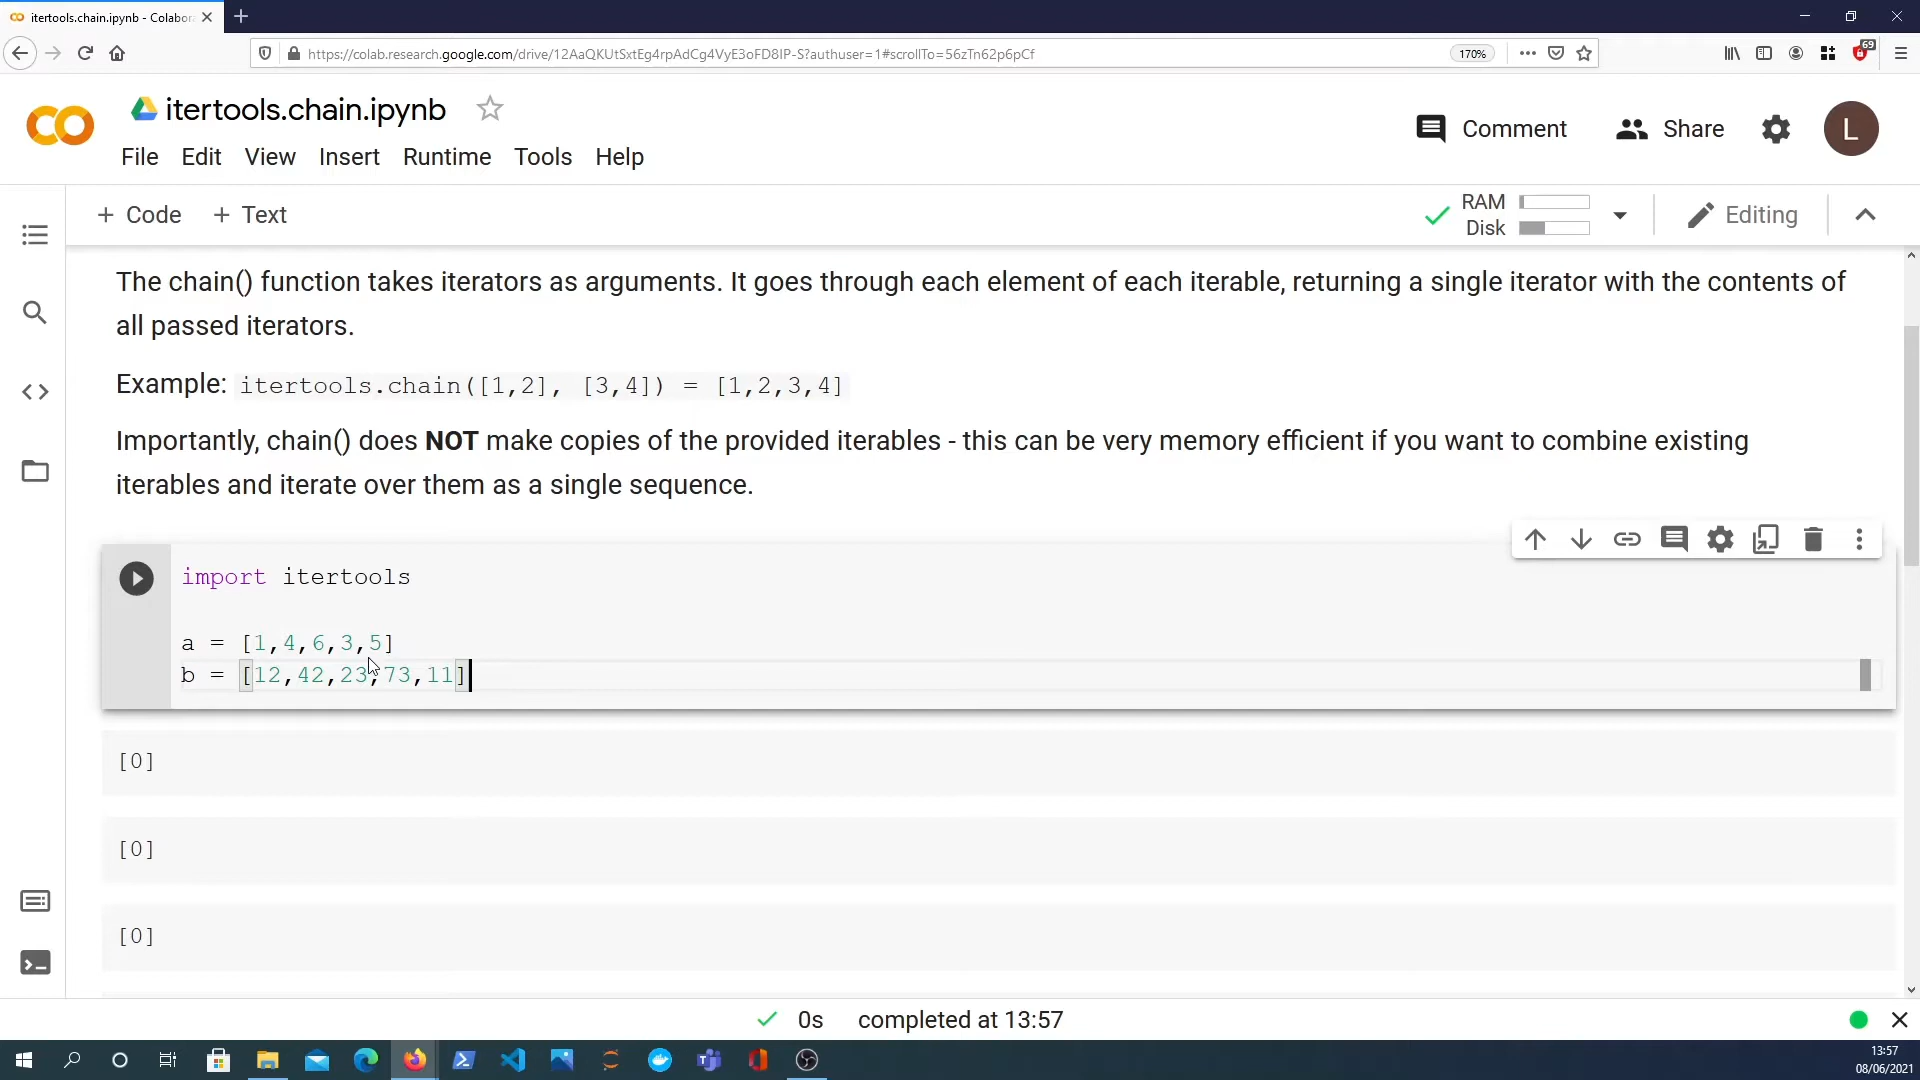 itertools.chain.ipynb - Colabor
https://colab.research.google.com/drive/12AaQKUtSxtEg4rpAdCg4VyE3oFD8IP-S?authuser=1#scrollTo=56zTn62p6pCf
170%
69
itertools.chain.ipynb
Comment
Share
L
File Edit View Insert Runtime Tools Help
+ Code + Text
RAM
Disk
Editing
The chain() function takes iterators as arguments. It goes through each element of each iterable, returning a single iterator with the contents of
all passed iterators.
Example: itertools.chain([1,2], [3,4]) = [1,2,3,4]
Importantly, chain() does NOT make copies of the provided iterables - this can be very memory efficient if you want to combine existing
iterables and iterate over them as a single sequence.
import itertools
a = [1,4,6,3,5]
b = [12,42,23,73,11]
[0]
[0]
[0]
0s completed at 13:57
13:57
08/06/2021